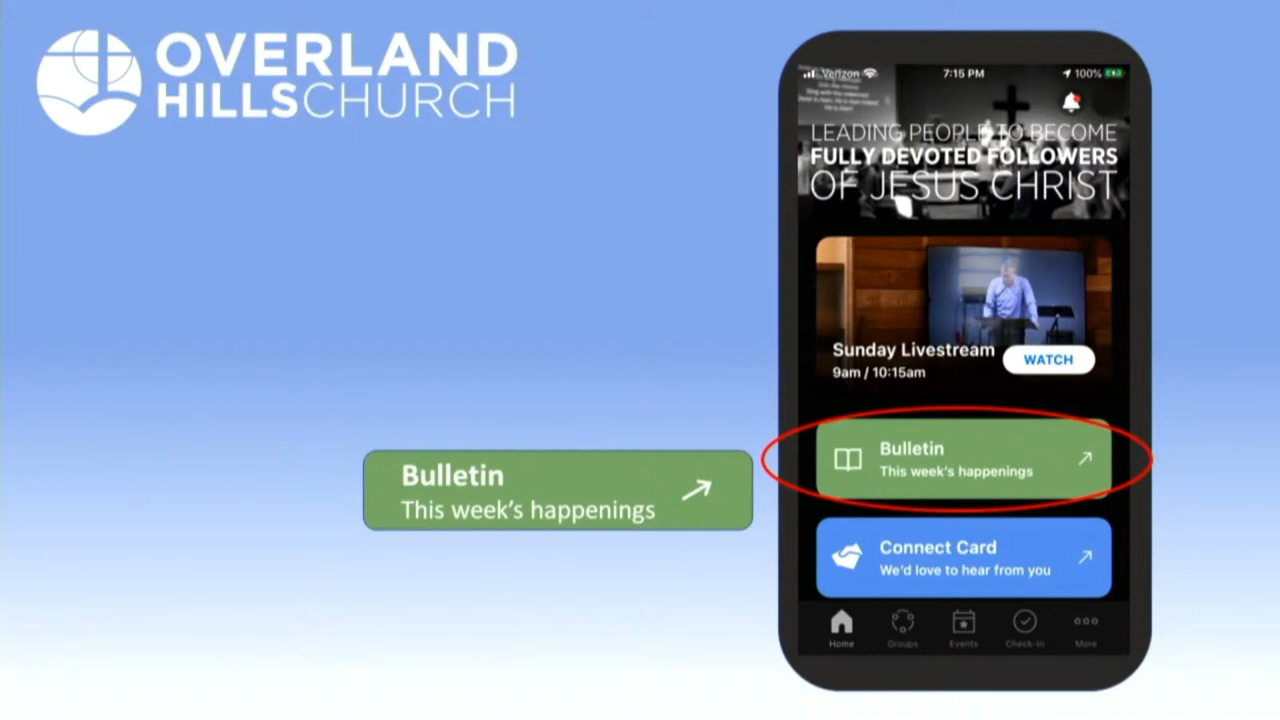 OVERLAND
HILLSCHURCH
Bulletin
This week's happenings
Verizon
7:15 PM
100%
LEADING PEOPLE TO BECOME
FULLY DEVOTED FOLLOWERS
OF JESUS CHRIST
Sunday Livestream
9am / 10:15am
WATCH
Bulletin
This week's happenings
Connect Card
We'd love to hear from you
Home
Groups
Events
Check-In
More